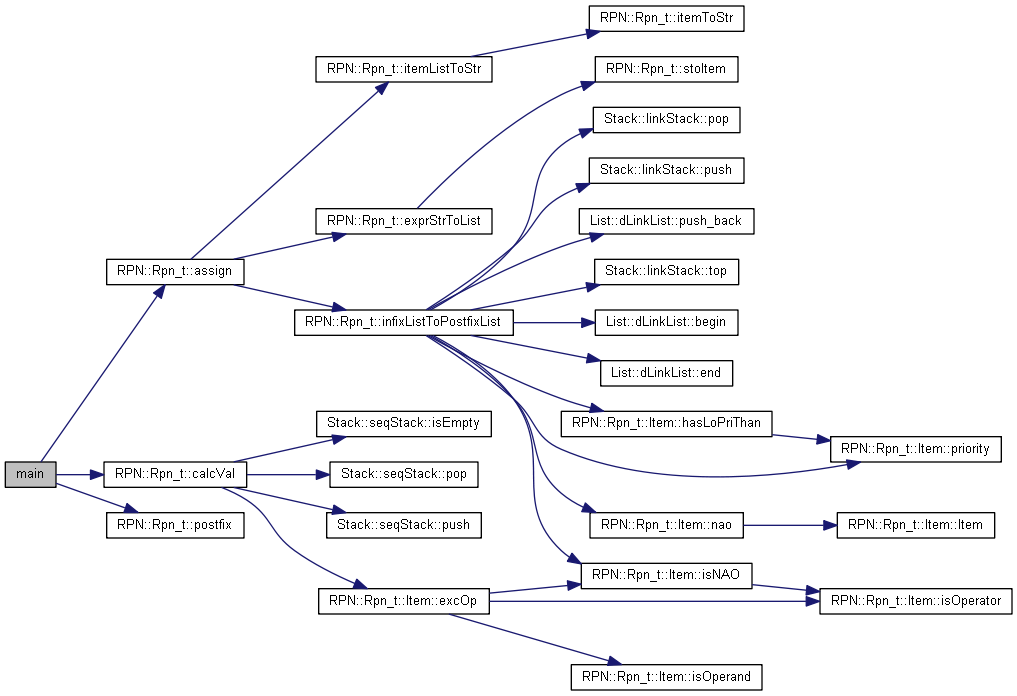 RPN::Rpn_t::itemToStr
RPN::Rpn_t::itemListToStr
RPN::Rpn_t::stoItem
Stack::linkStack::pop
Stack::linkStack::push
RPN::Rpn_t::exprStrToList
List::dLinkList::push_back
RPN::Rpn_t::assign
Stack::linkStack::top
RPN::Rpn_t::infixListToPostfixList
List::dLinkList::begin
List::dLinkList::end
Stack::seqStack::isEmpty
RPN::Rpn_t::Item::hasLoPriThan
RPN::Rpn_t::Item::priority
main
RPN::Rpn_t::calcVal
Stack::seqStack::pop
RPN::Rpn_t::postfix
Stack::seqStack::push
RPN::Rpn_t::Item::nao
RPN::Rpn_t::Item::Item
RPN::Rpn_t::Item::isNAO
RPN::Rpn_t::Item::excOp
RPN::Rpn_t::Item::isOperator
RPN::Rpn_t::Item::isOperand